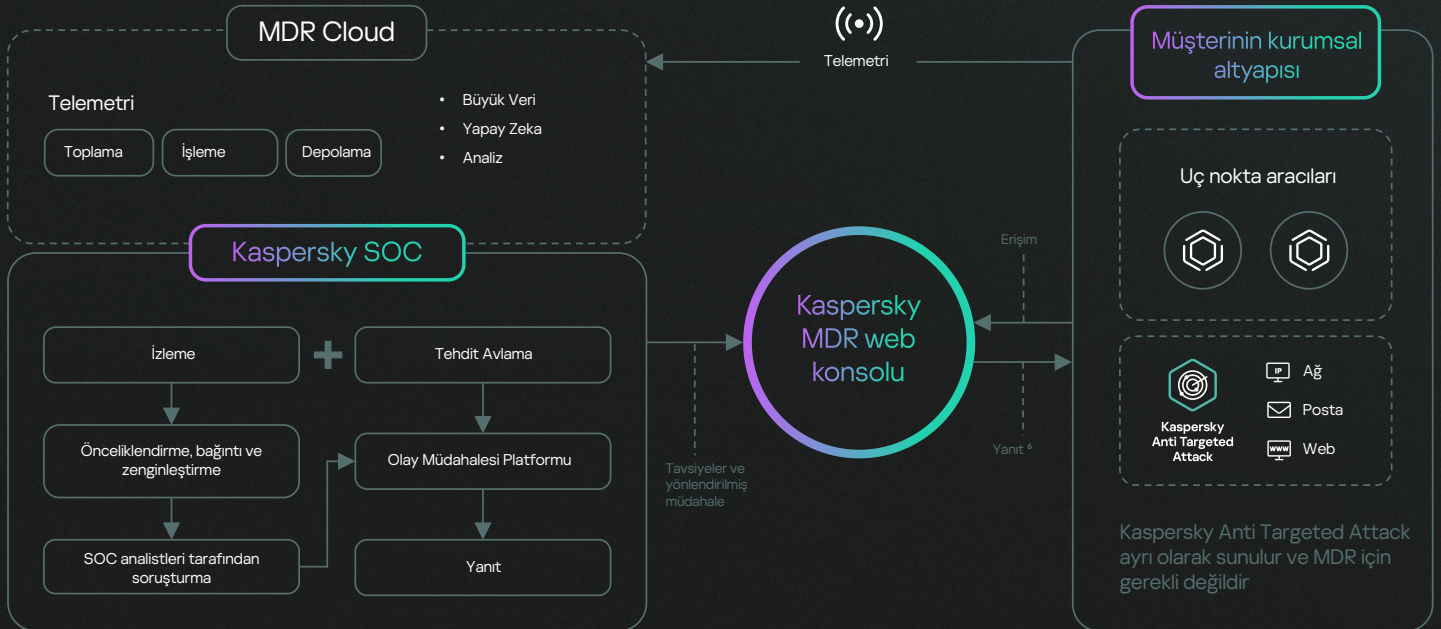 MDR Cloud
Telemetri
Toplama
İşleme
Depolama
• Büyük Veri
• Yapay Zeka
• Analiz
Telemetri
Müşterinin kurumsal
altyapısı
Uç nokta aracıları
Kaspersky
Anti Targeted
Attack
IP
Ağ
Posta
www
Web
Kaspersky Anti Targeted Attack
ayrı olarak sunulur ve MDR için
gerekli değildir
Kaspersky SOC
İzleme
Tehdit Avlama
Önceliklendirme, bağıntı ve
zenginleştirme
Olay Müdahalesi Platformu
SOC analistleri tarafından
soruşturma
Yanıt
Tavsiyeler ve
yönlendirilmiş
müdahale
Kaspersky
MDR web
konsolu
Erişim
Yanıt ⁶